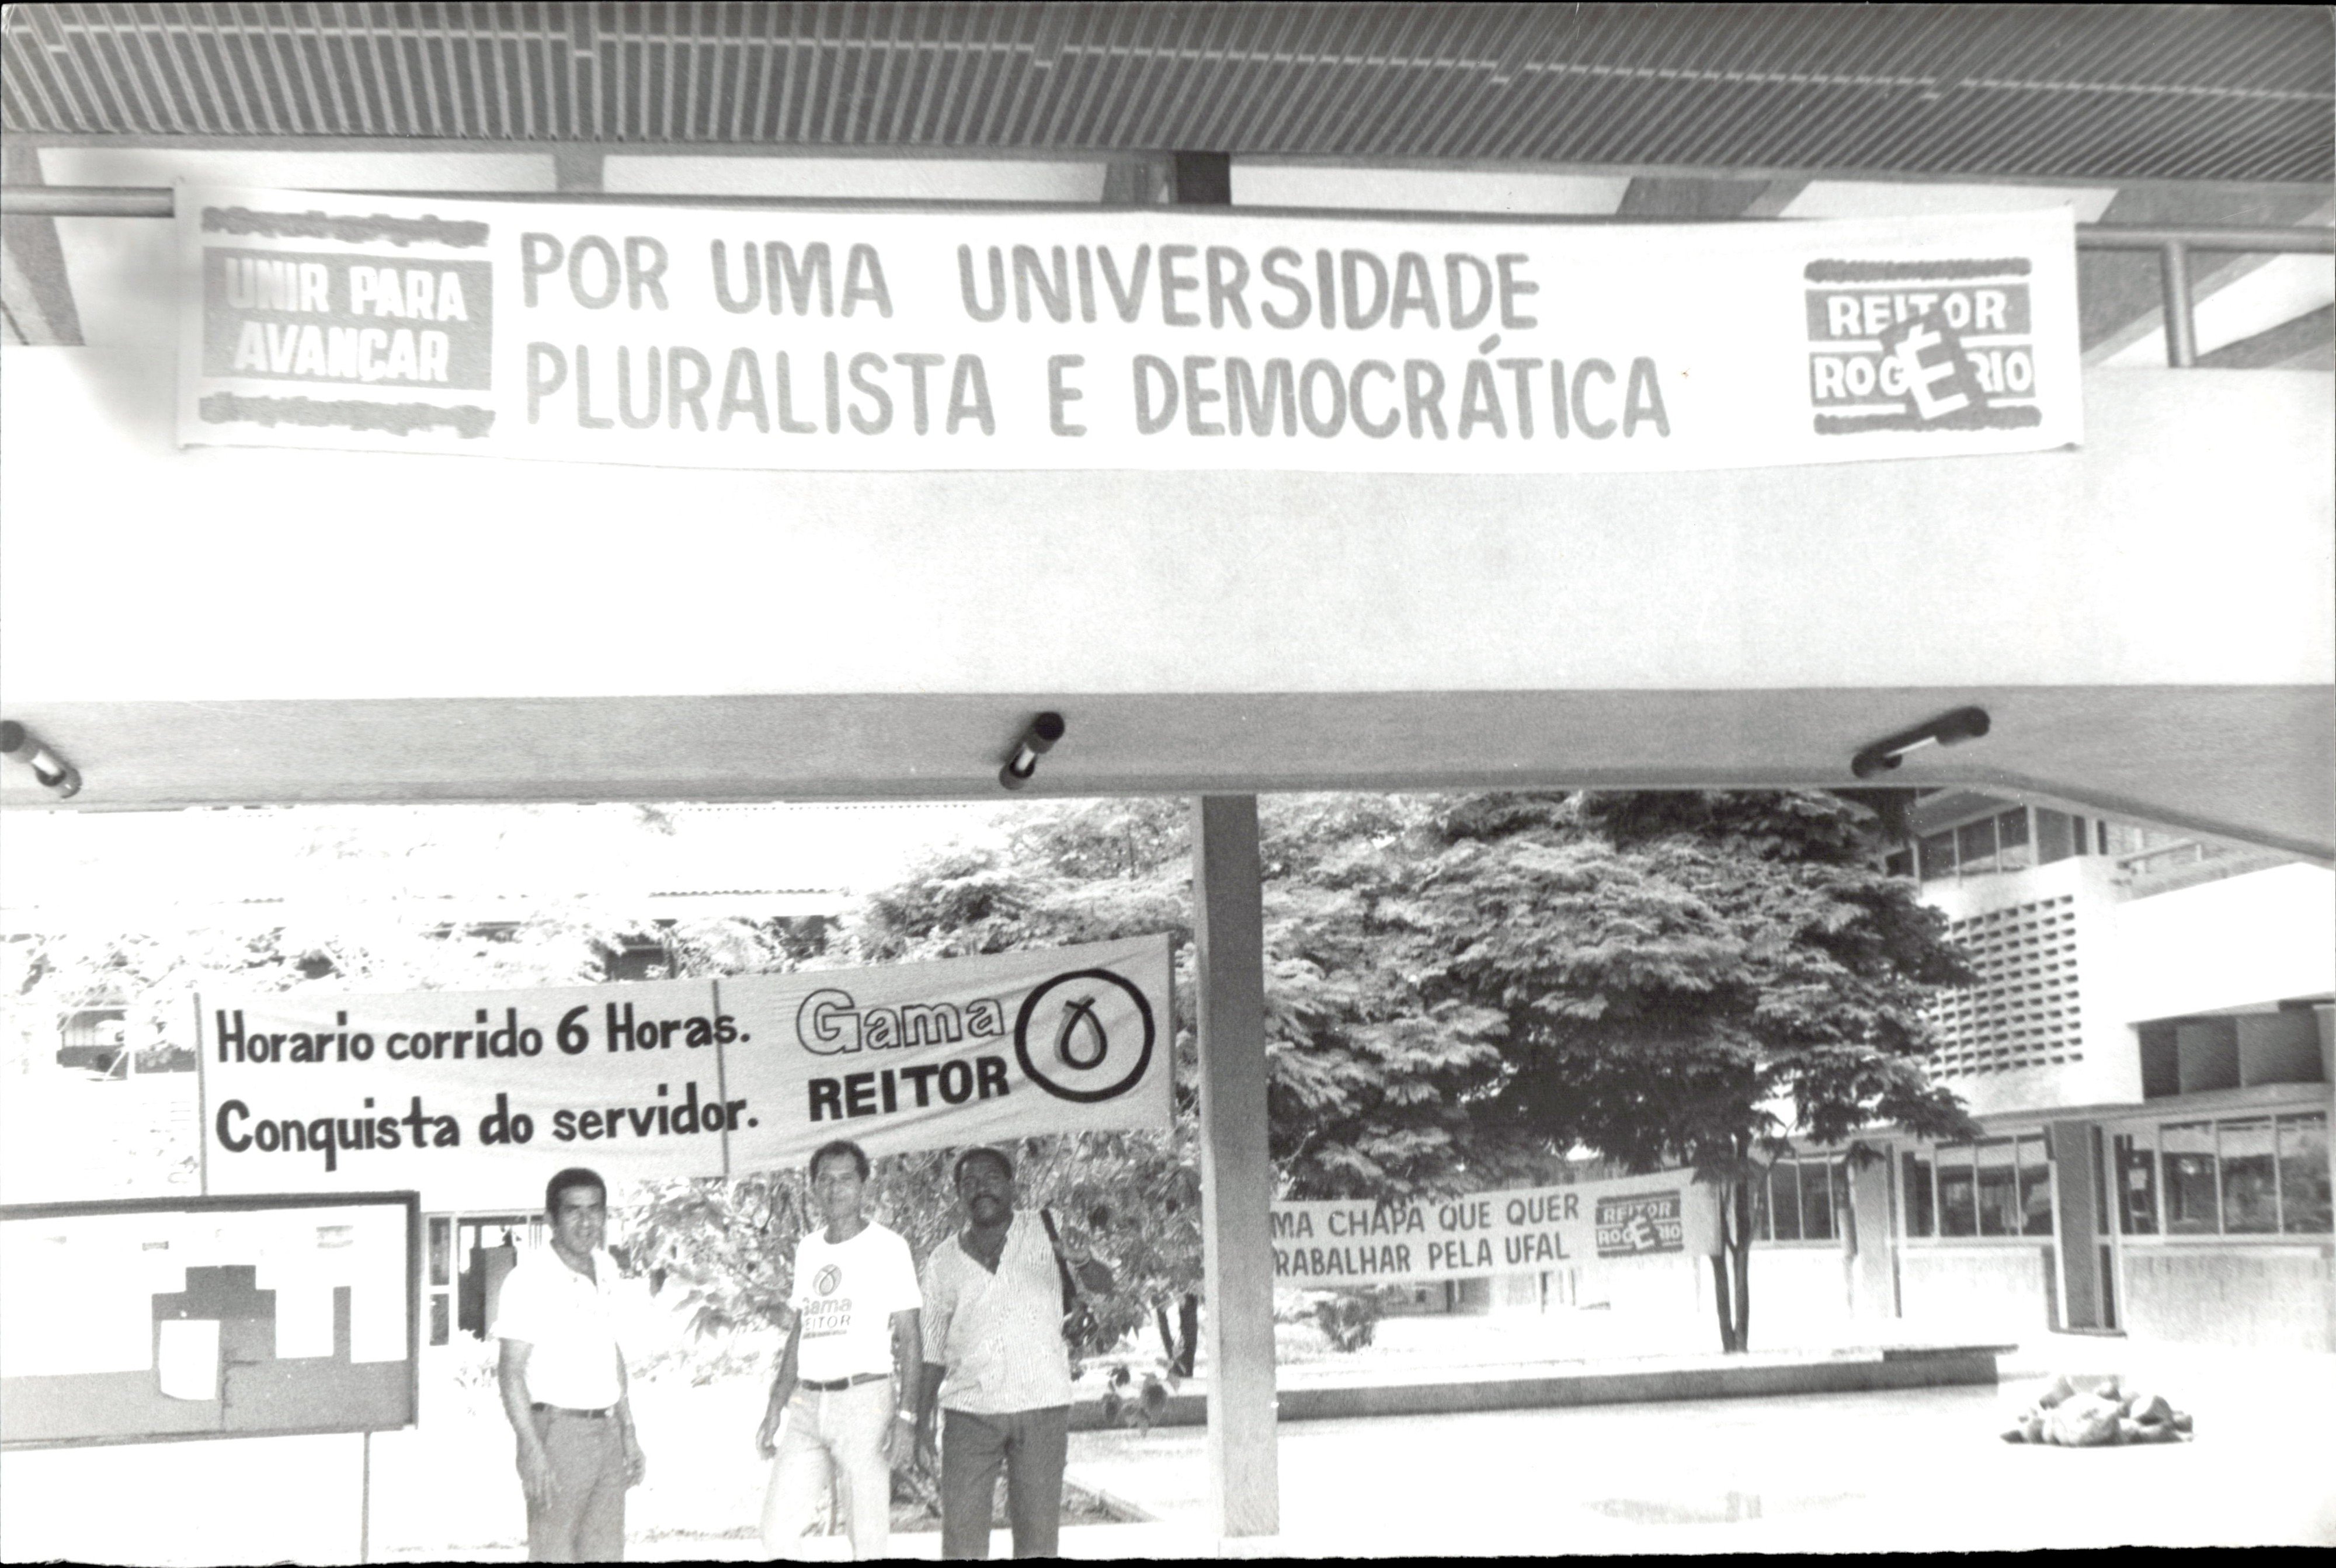 UNIR PARA
AVANÇAR
POR UMA UNIVERSIDADE
PLURALISTA E DEMOCRÁTICA
REITOR
É
ROGÉRIO
Horario corrido 6 Horas.
Conquista do servidor.
Gama
REITOR
MA CHAPA QUE QUER
RABALHAR PELA UFAL
REITOR
É
ROGÉRIO
Gama
REITOR